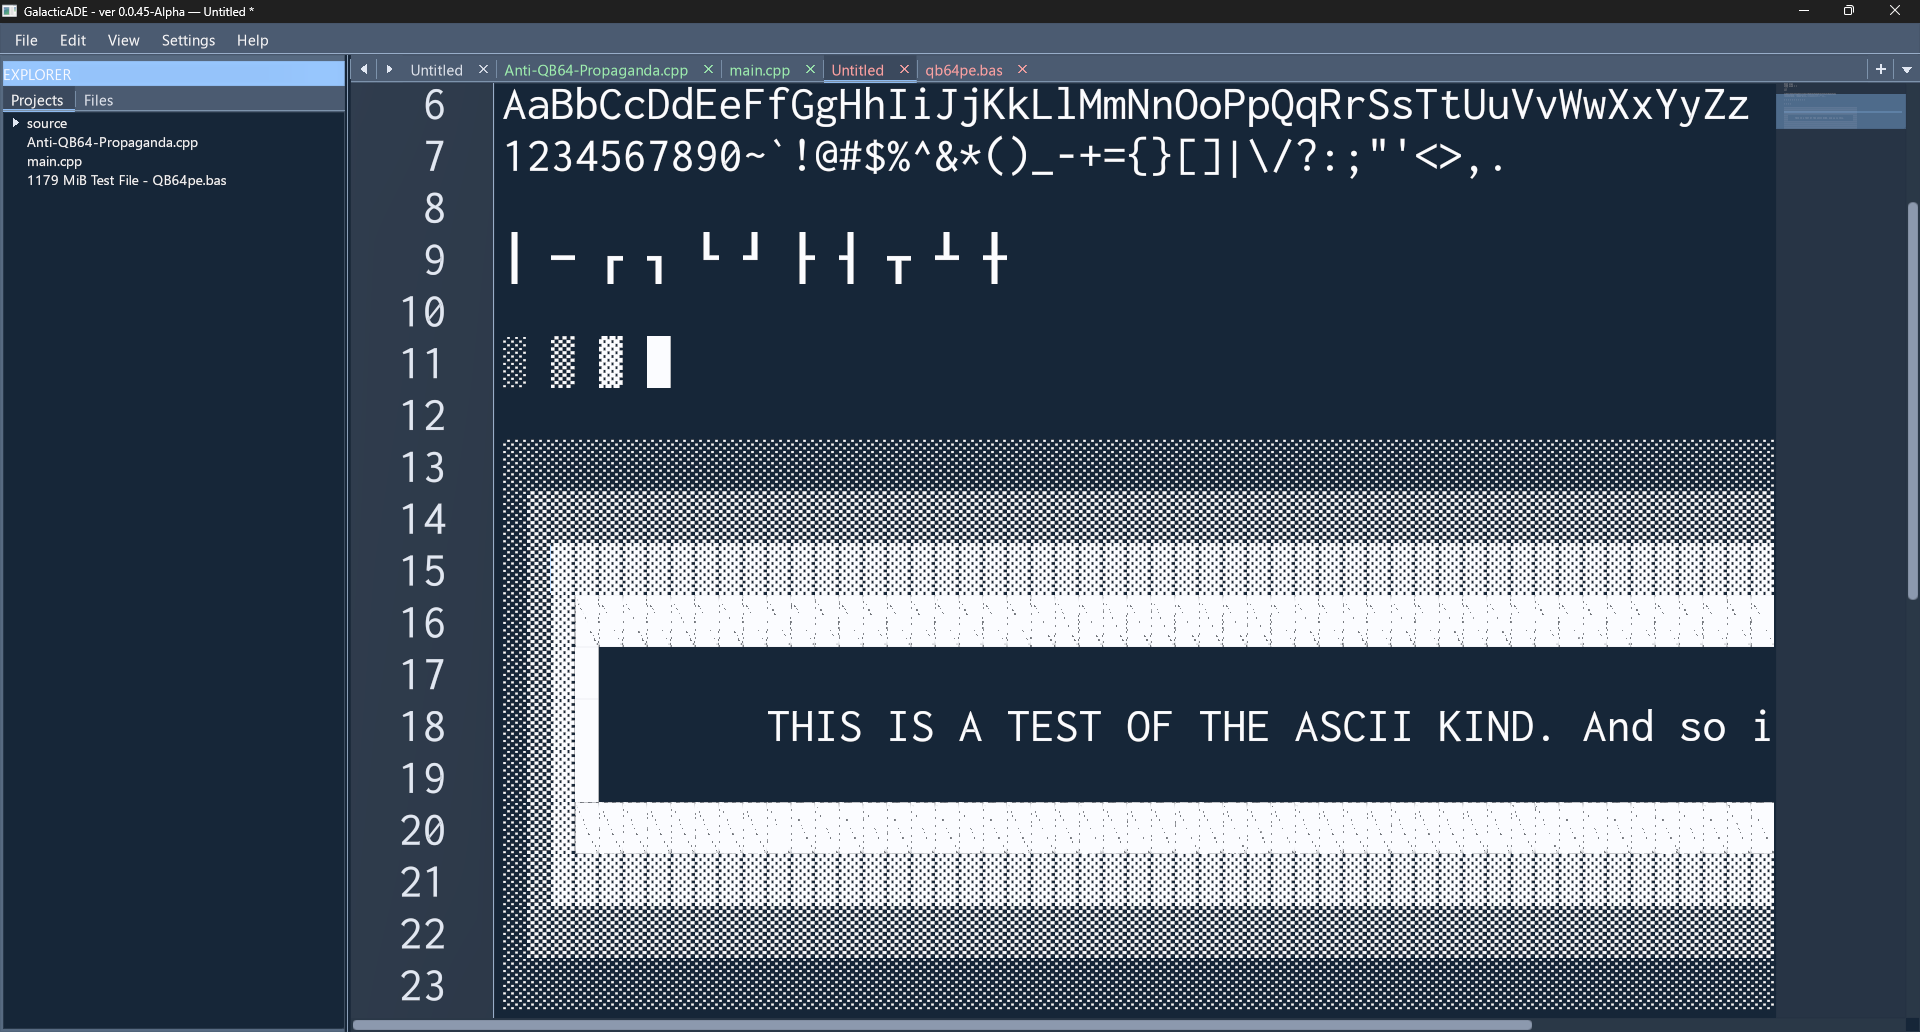 GalacticADE - ver 0.0.45-Alpha — Untitled *
File Edit View Settings Help
EXPLORER
Projects Files
source
Anti-QB64-Propaganda.cpp
main.cpp
1179 MiB Test File - QB64pe.bas
Untitled × Anti-QB64-Propaganda.cpp × main.cpp × Untitled × qb64pe.bas ×
6 AaBbCcDdEeFfGgHhIiJjKkLlMmNnOoPpQqRrSsTtUuVvWwXxYyZz
7 1234567890~`!@#$%^&*()_-+={}[]|\/?:;"'<>,.
8
9 │ ─ ┌ ┐ └ ┘ ├ ┤ ┬ ┴ ┼
10
11 ░ ▒ ▓ █
12
13
14
15
16
17
18 THIS IS A TEST OF THE ASCII KIND. And so i
19
20
21
22
23